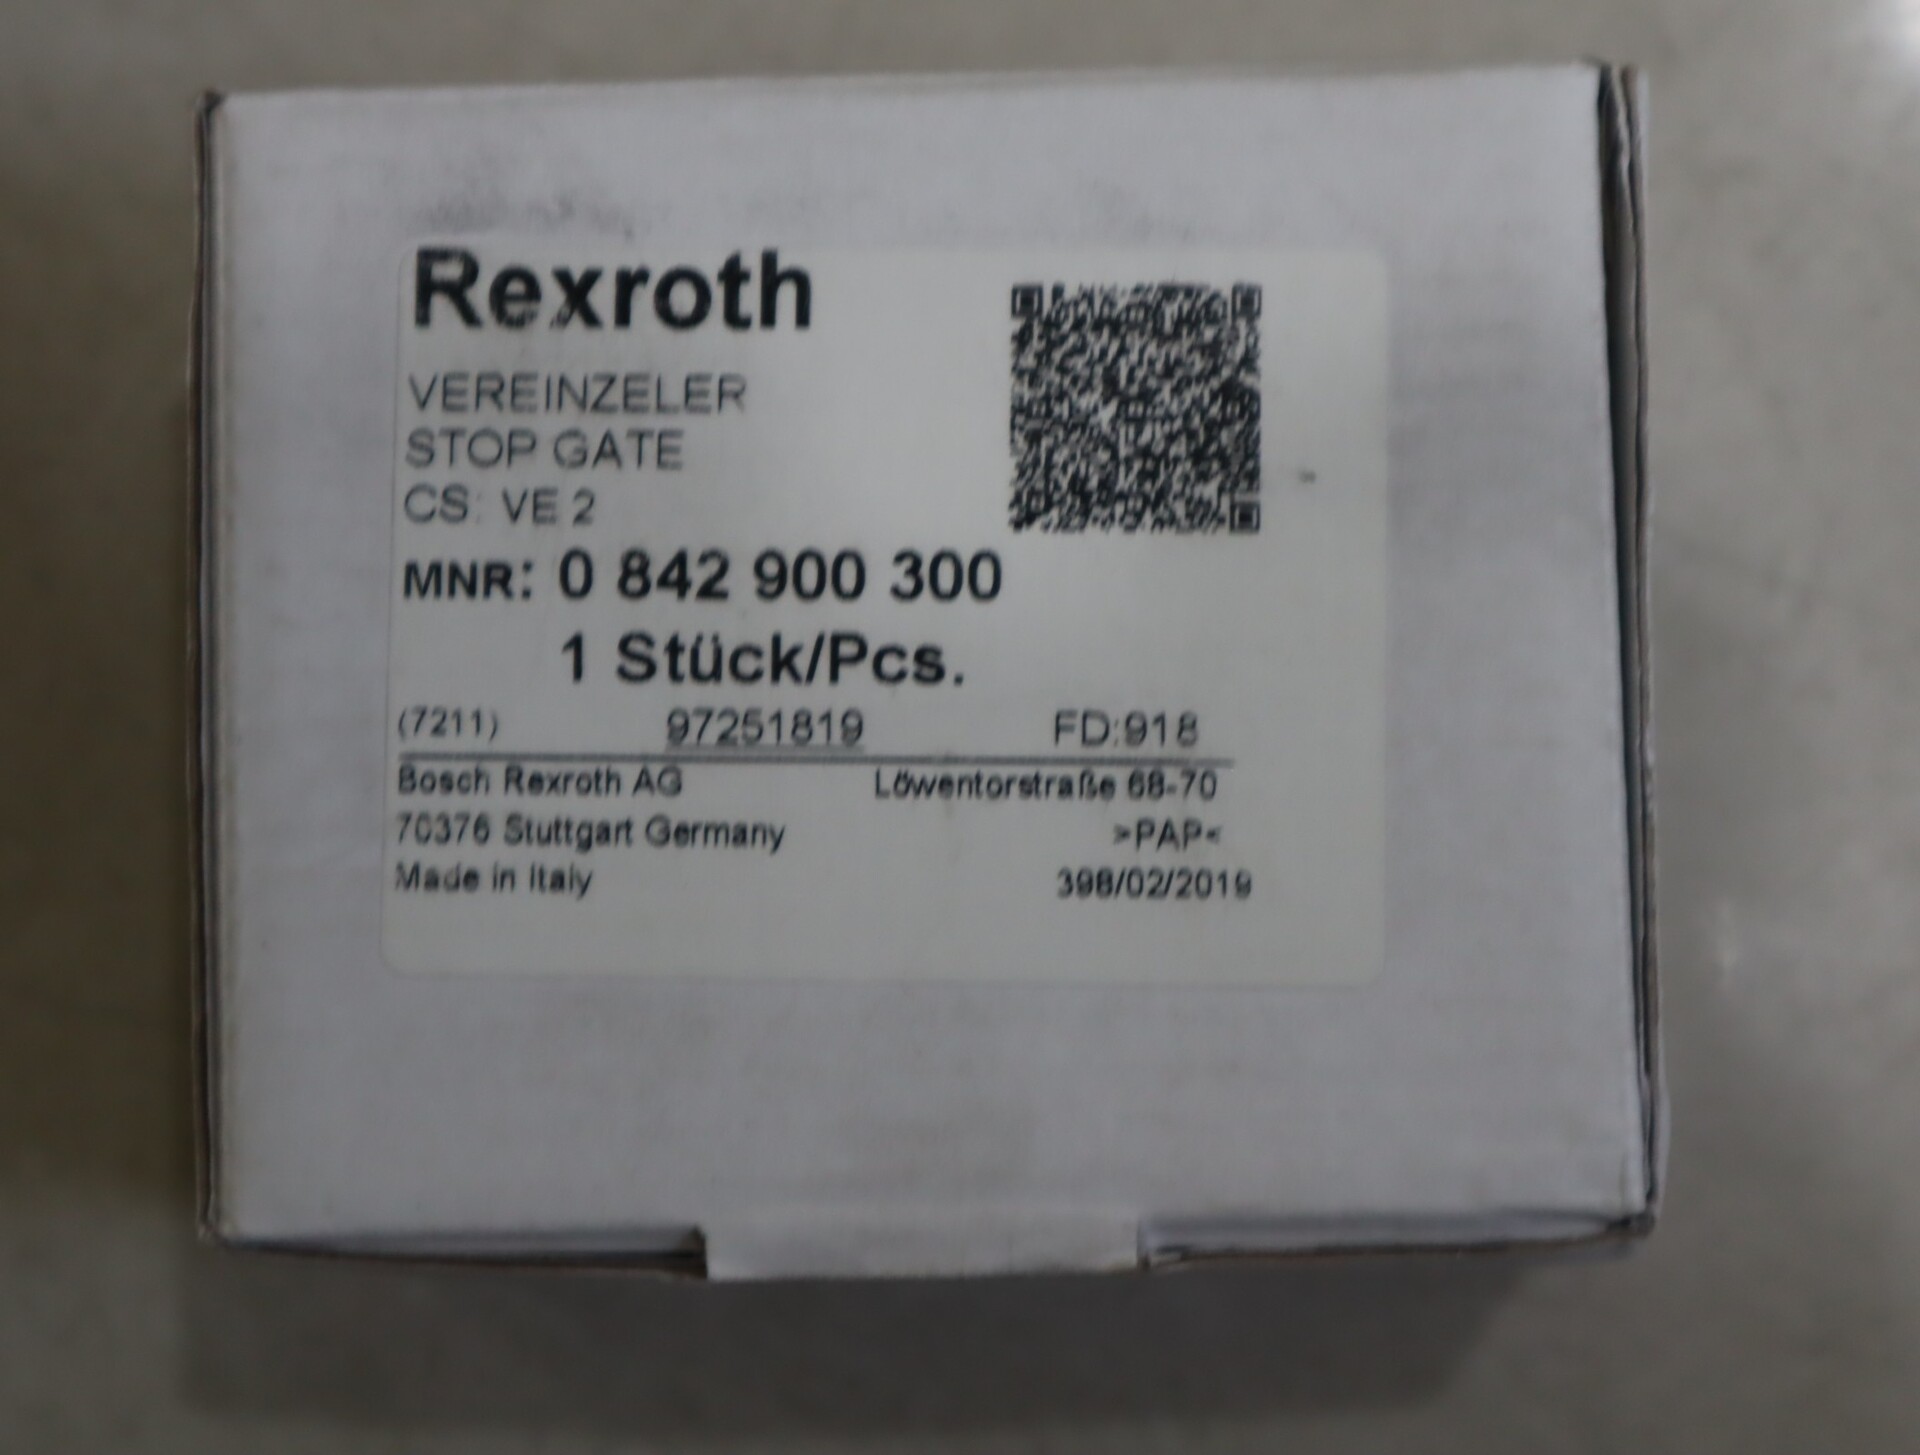 Rexroth
VEREINZELER
STOP GATE
CS: VE 2
MNR: 0 842 900 300
1 Stück/Pcs.
(7211) 97251819 FD:918
Bosch Rexroth AG Löwentorstraße 68-70
70376 Stuttgart Germany >PAP<
Made in Italy 398/02/2019